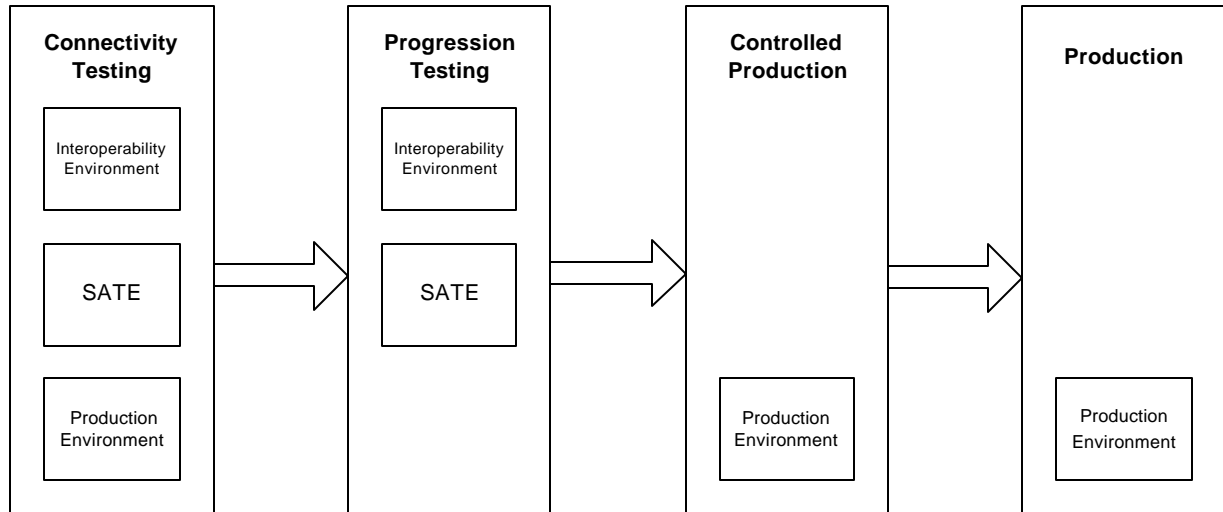 Connectivity
Testing
Interoperability
Environment
SATE
Production
Environment
Progression
Testing
Interoperability
Environment
SATE
Controlled
Production
Production
Environment
Production
Production
Environment